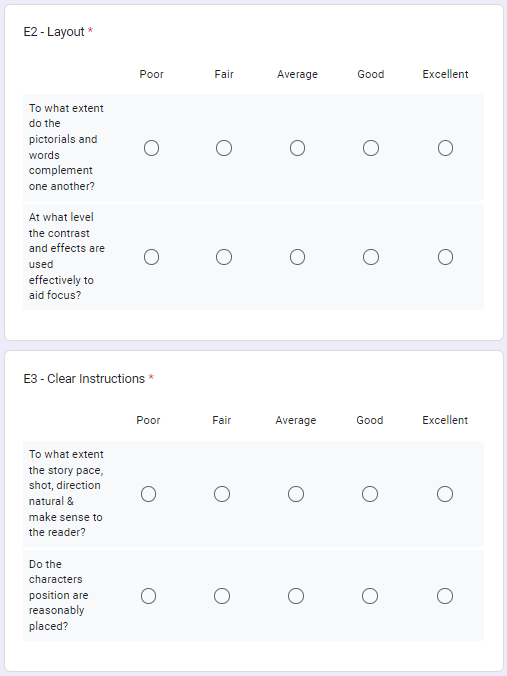 E2 - Layout *
Poor Fair Average Good Excellent
To what extent
do the
pictorials and
words
complement
one another?
At what level
the contrast
and effects are
used
effectively to
aid focus?
E3 - Clear Instructions *
Poor Fair Average Good Excellent
To what extent
the story pace,
shot, direction
natural &
make sense to
the reader?
Do the
characters
position are
reasonably
placed?